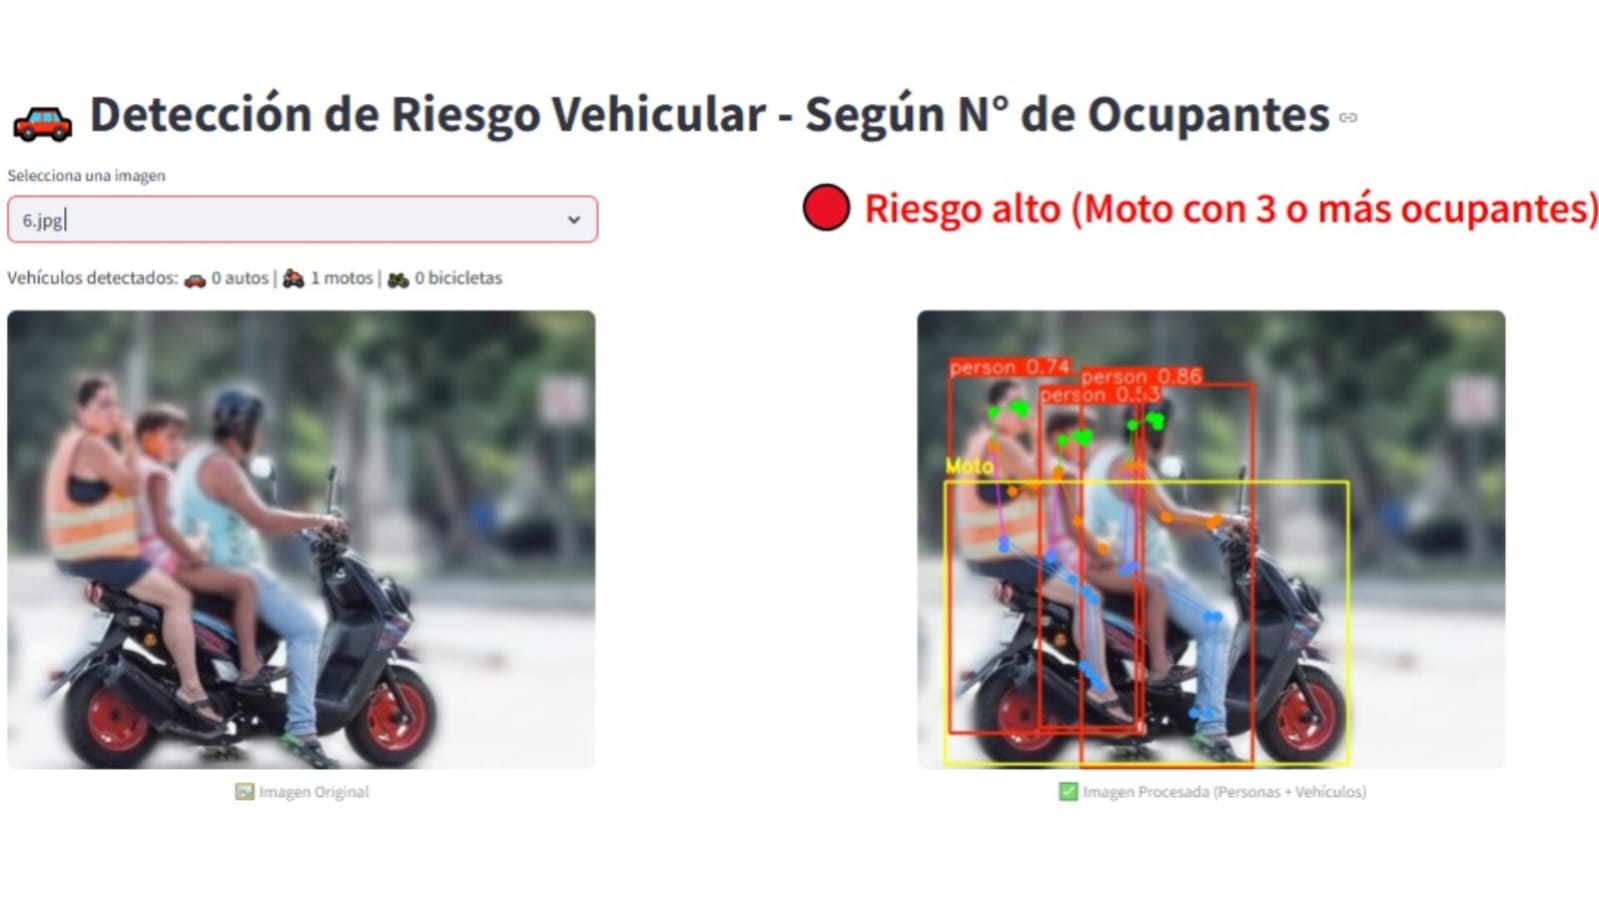 Detección de Riesgo Vehicular - Según N° de Ocupantes
Selecciona una imagen
6.jpg
Riesgo alto (Moto con 3 o más ocupantes)
Vehículos detectados: 0 autos | 1 motos | 0 bicicletas
person 0.74
person 0.86
person 0.53
Moto
Imagen Original
Imagen Procesada (Personas + Vehículos)